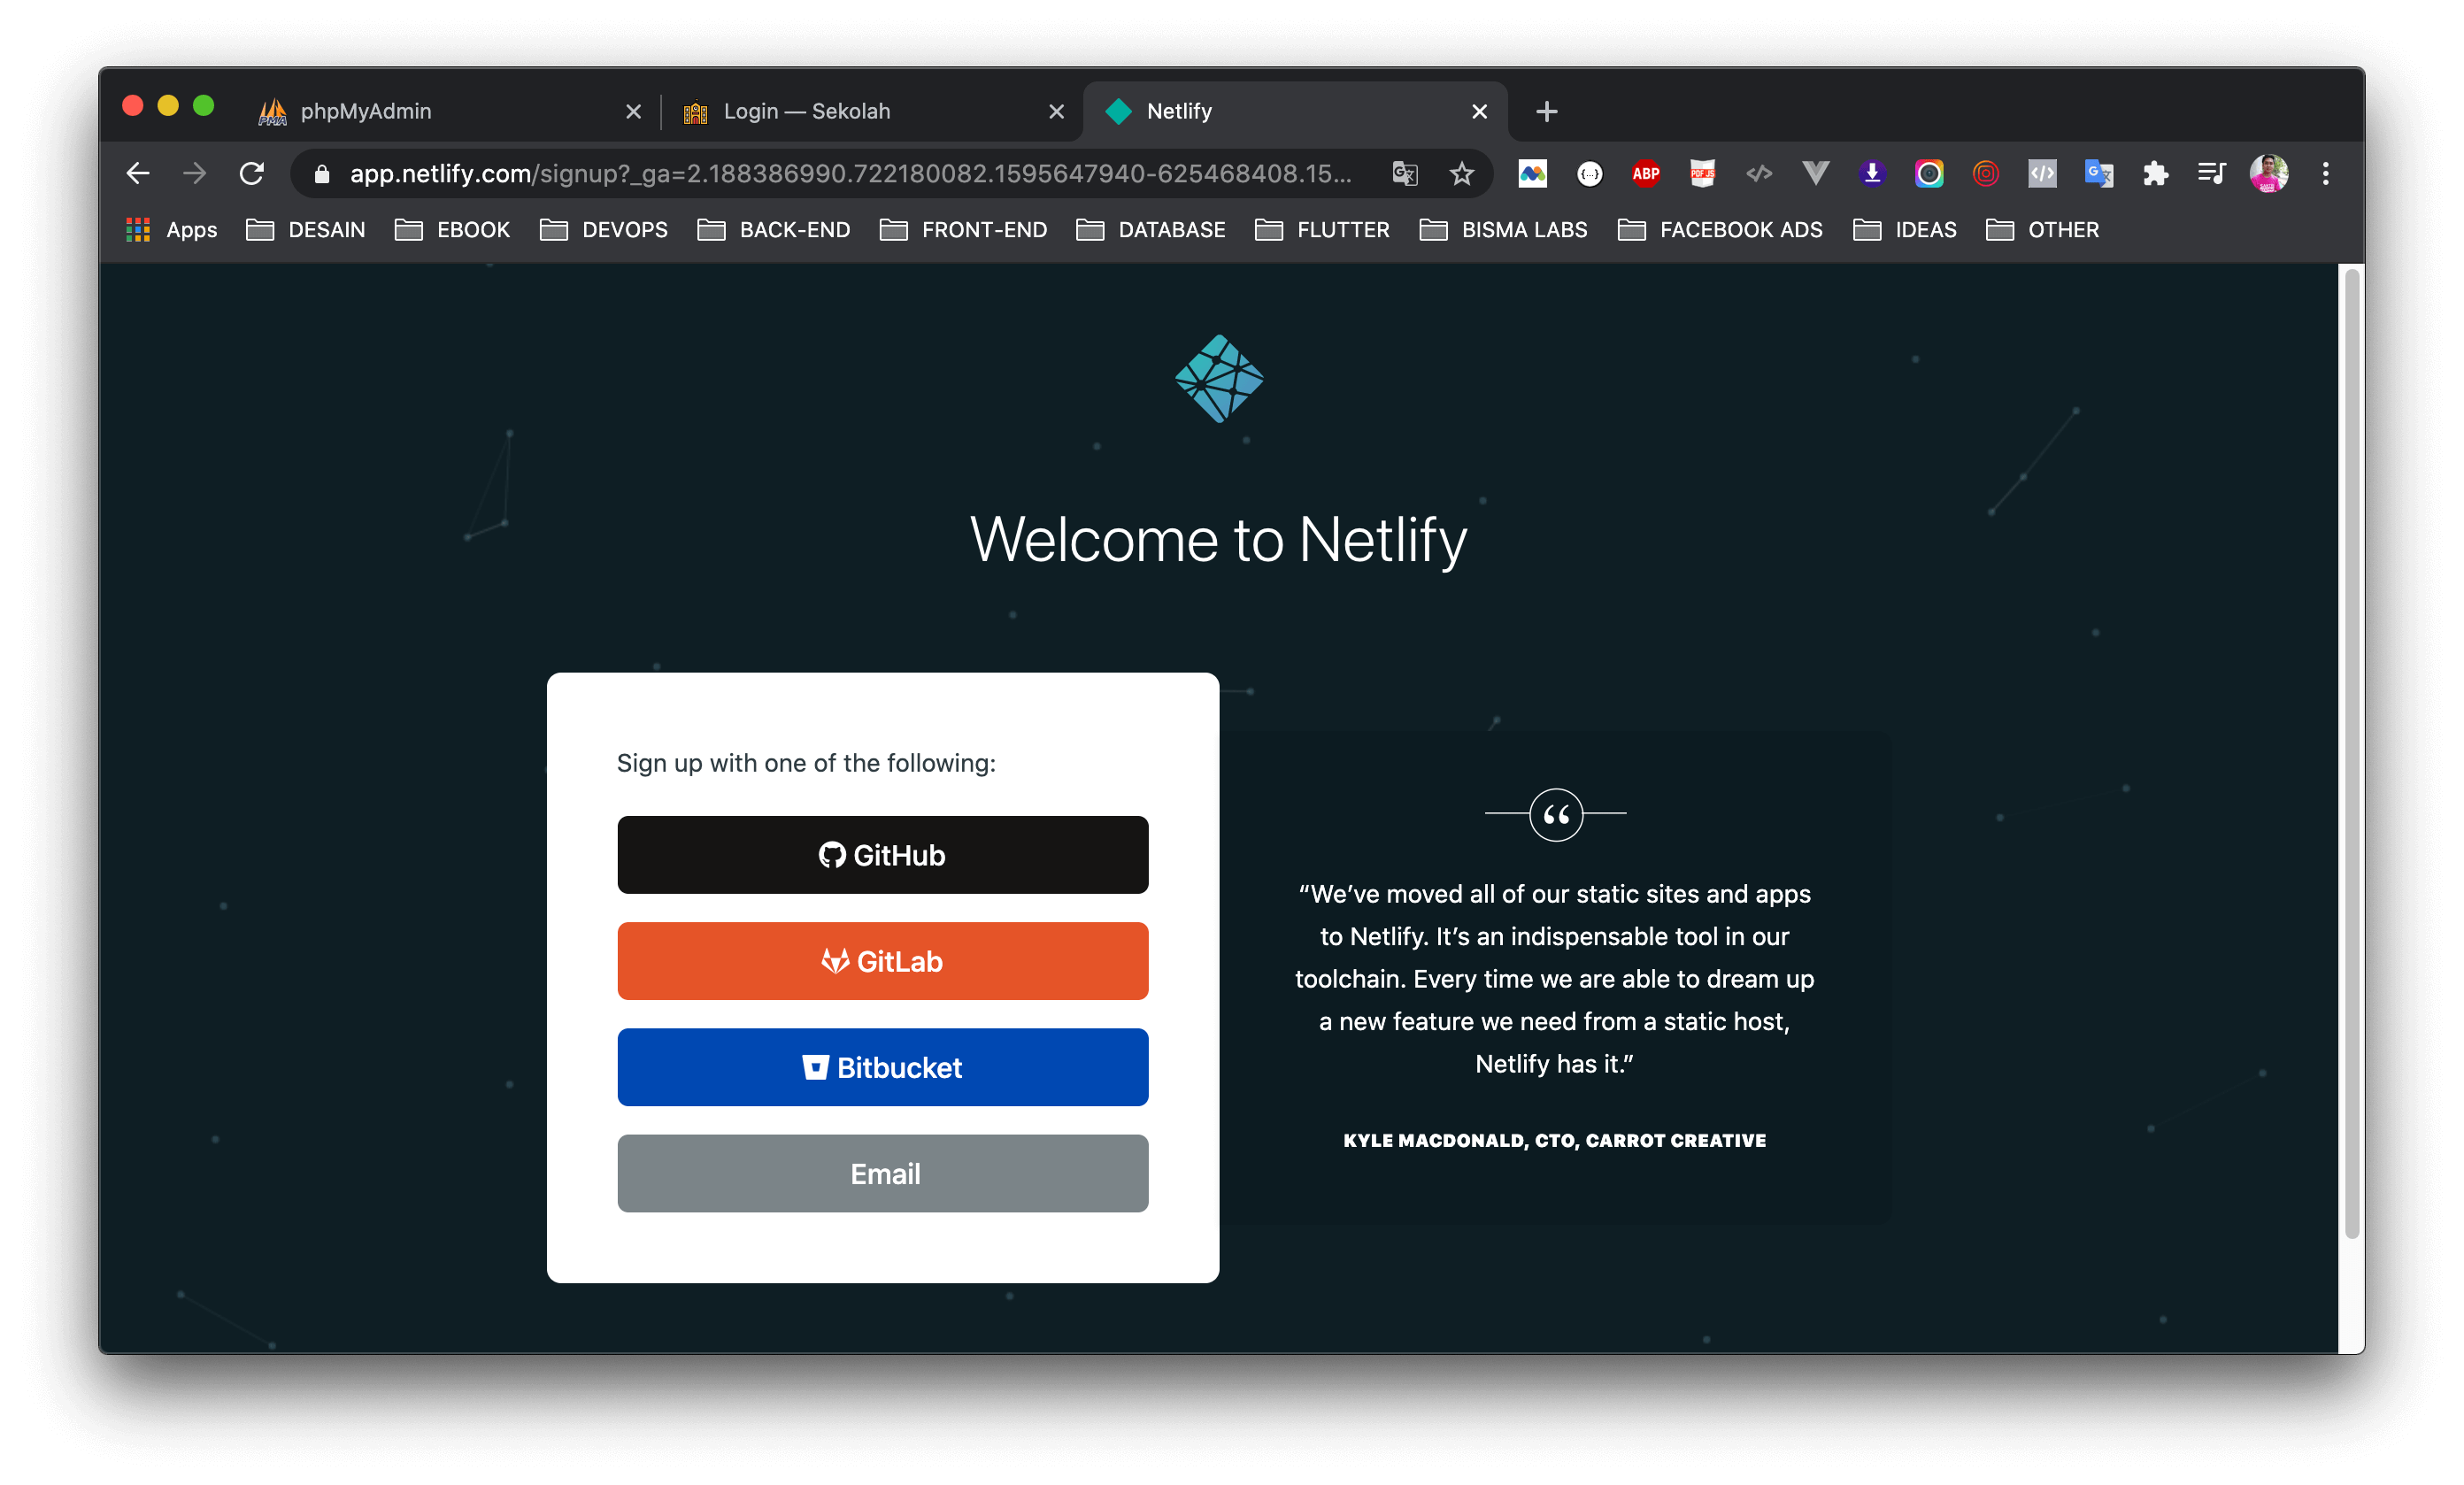 phpMyAdmin
Login — Sekolah
Netlify
app.netlify.com/signup?_ga=2.188386990.722180082.1595647940-625468408.15...
ABP
PDF JS
Apps
DESAIN
EBOOK
DEVOPS
BACK-END
FRONT-END
DATABASE
FLUTTER
BISMA LABS
FACEBOOK ADS
IDEAS
OTHER
Welcome to Netlify
Sign up with one of the following:
GitHub
GitLab
Bitbucket
Email
“We’ve moved all of our static sites and apps
to Netlify. It’s an indispensable tool in our
toolchain. Every time we are able to dream up
a new feature we need from a static host,
Netlify has it.”
KYLE MACDONALD, CTO, CARROT CREATIVE